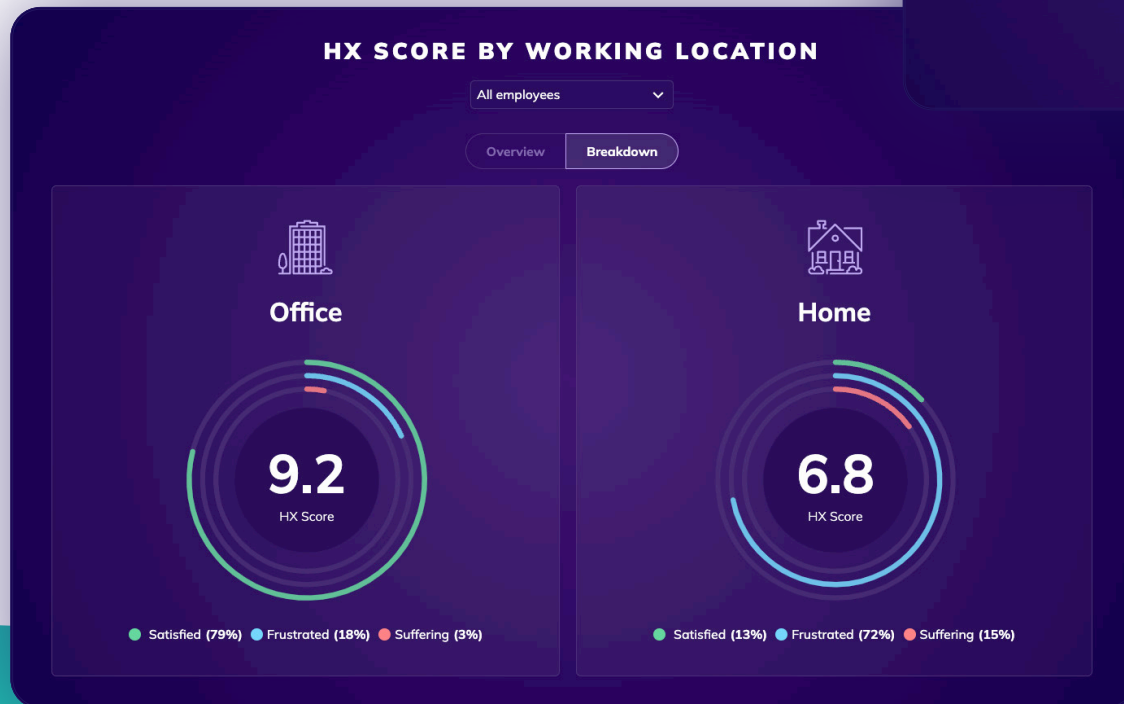 HX SCORE BY WORKING LOCATION
All employees
Overview
Breakdown
Office
9.2
HX Score
Satisfied (79%) Frustrated (18%) Suffering (3%)
Home
6.8
HX Score
Satisfied (13%) Frustrated (72%) Suffering (15%)